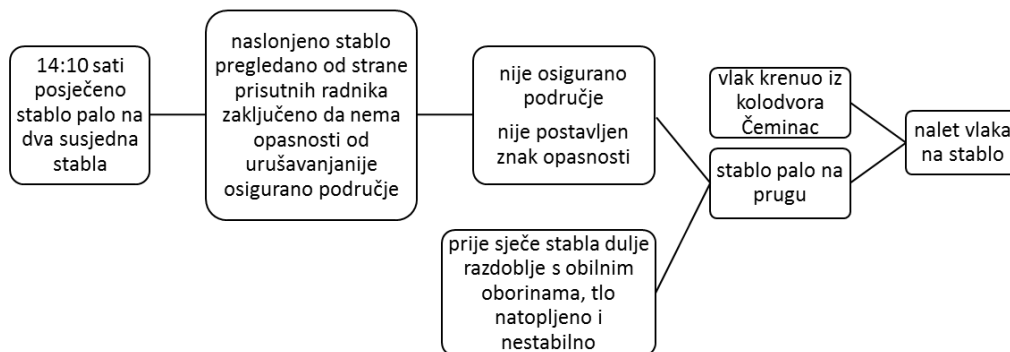 14:10 sati
posječeno
stablo palo na
dva susjedna
stabla
naslonjeno stablo
pregledano od strane
prisutnih radnika
zaključeno da nema
opasnosti od
urušavanjanije
osigurano područje
nije osigurano
područje
nije postavljen
znak opasnosti
prije sječe stabla dulje
razdoblje s obilnim
oborinama, tlo
natopljeno i
nestabilno
vlak krenuo iz
kolodvora
Čeminac
stablo palo na
prugu
nalet vlaka
na stablo